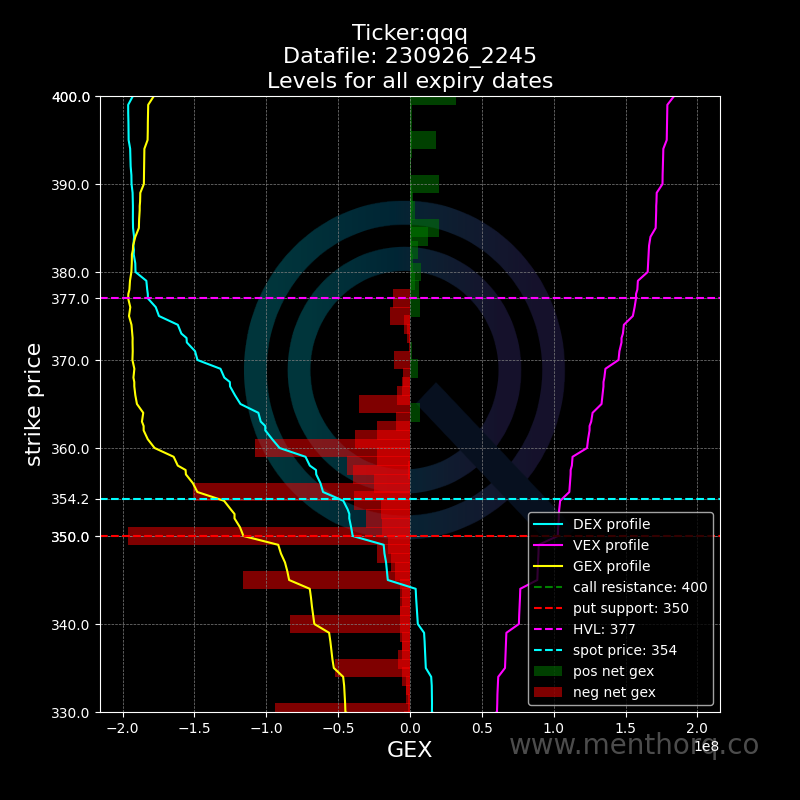 Ticker:qqq
Datafile: 230926_2245
Levels for all expiry dates
400.0
390.0
380.0
377.0
370.0
360.0
354.2
350.0
340.0
330.0
strike price
DEX profile
VEX profile
GEX profile
call resistance: 400
put support: 350
HVL: 377
spot price: 354
pos net gex
neg net gex
−2.0 −1.5 −1.0 −0.5 0.0 0.5 1.0 1.5 2.0
1e8
GEX
www.menthorq.co